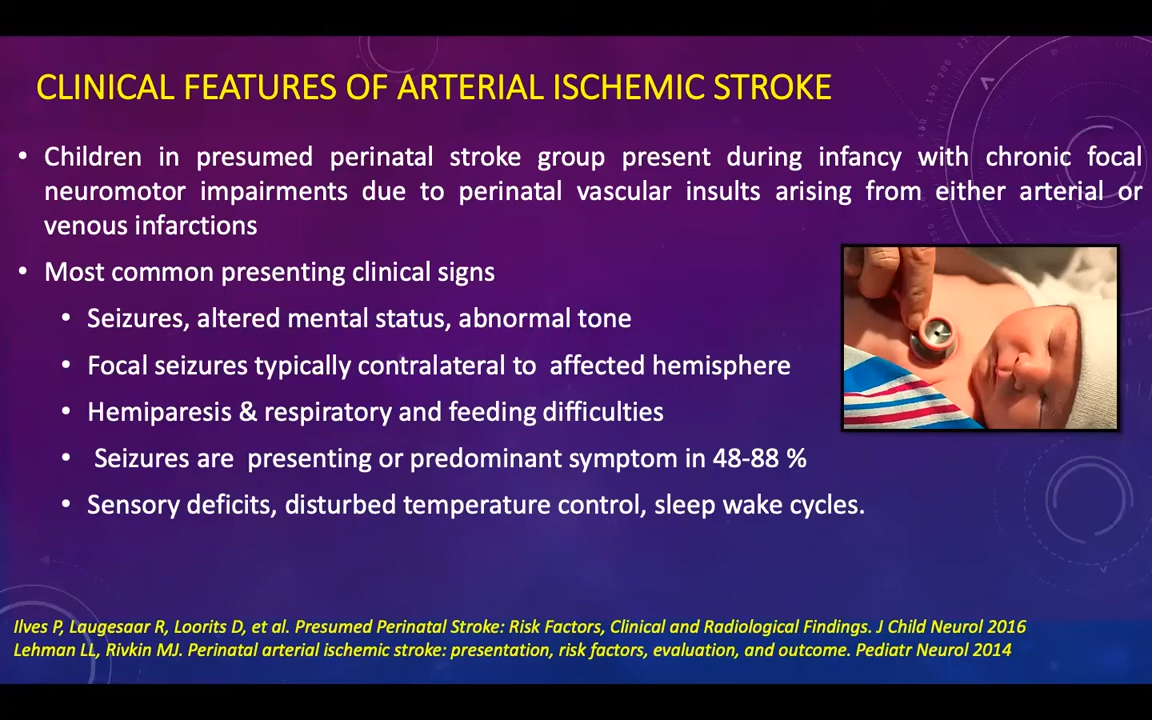 CLINICAL FEATURES OF ARTERIAL ISCHEMIC STROKE
• Children in presumed perinatal stroke group present during infancy with chronic focal
neuromotor impairments due to perinatal vascular insults arising from either arterial or
venous infarctions
• Most common presenting clinical signs
• Seizures, altered mental status, abnormal tone
• Focal seizures typically contralateral to affected hemisphere
• Hemiparesis & respiratory and feeding difficulties
• Seizures are presenting or predominant symptom in 48-88 %
• Sensory deficits, disturbed temperature control, sleep wake cycles.
Ilves P, Laugesaar R, Loorits D, et al. Presumed Perinatal Stroke: Risk Factors, Clinical and Radiological Findings. J Child Neurol 2016
Lehman LL, Rivkin MJ. Perinatal arterial ischemic stroke: presentation, risk factors, evaluation, and outcome. Pediatr Neurol 2014